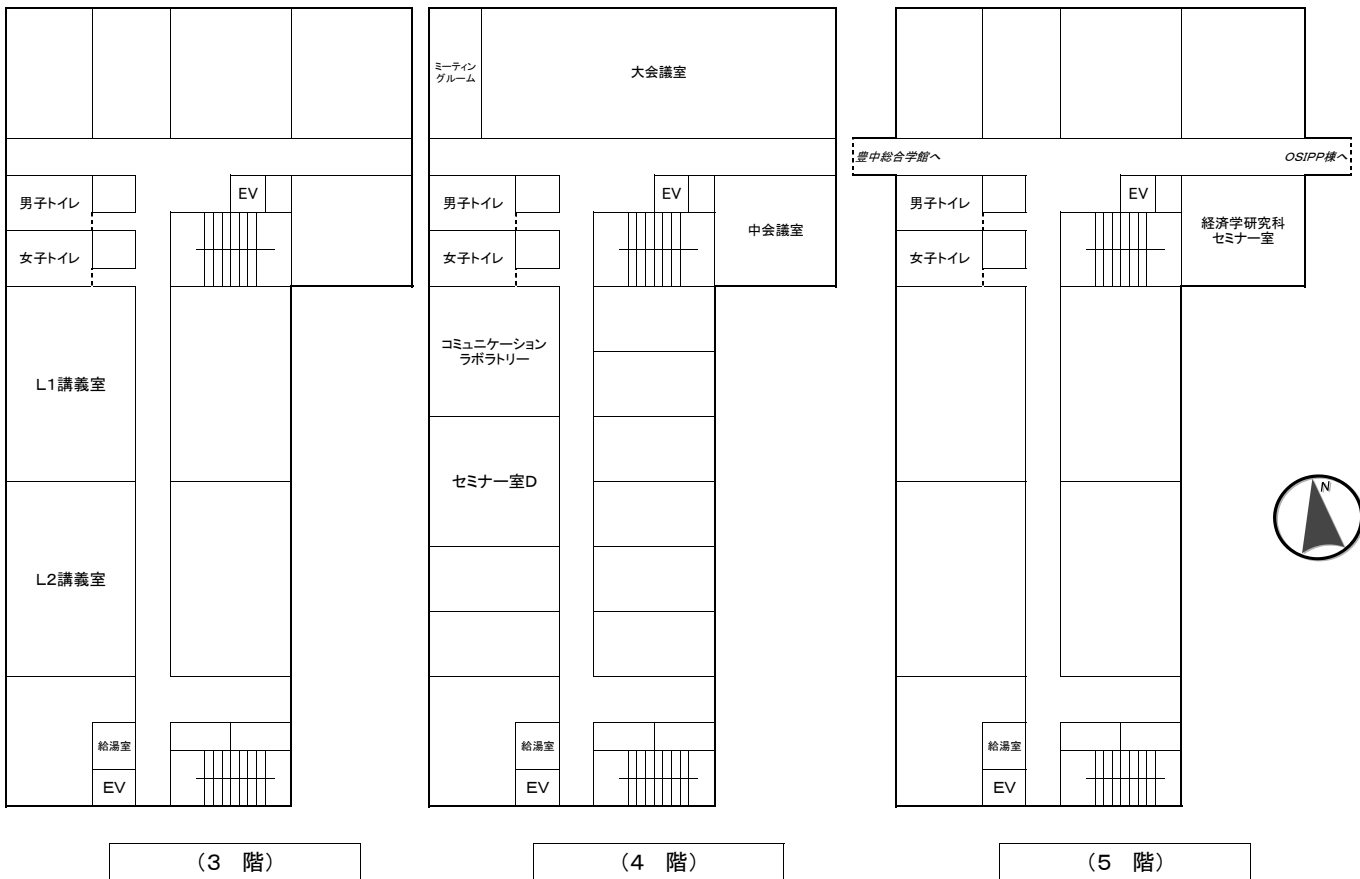 男子トイレ
EV
女子トイレ
L1講義室
L2講義室
給湯室
EV
(3 階)
ミーティン
グルーム
大会議室
男子トイレ
EV
女子トイレ
中会議室
コミュニケーション
ラボラトリー
セミナー室D
給湯室
EV
(4 階)
豊中総合学館へ
OSIPP棟へ
男子トイレ
EV
女子トイレ
経済学研究科
セミナー室
給湯室
EV
(5 階)
N